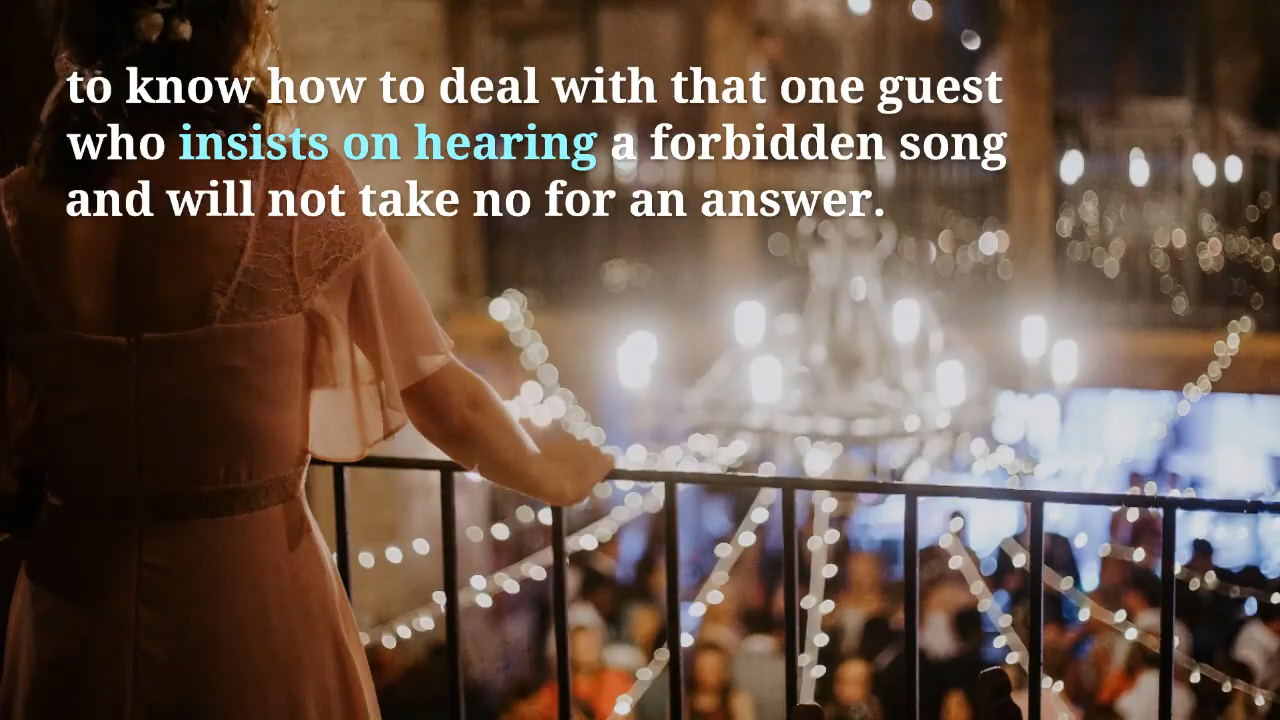 to know how to deal with that one guest
who insists on hearing a forbidden song
and will not take no for an answer.